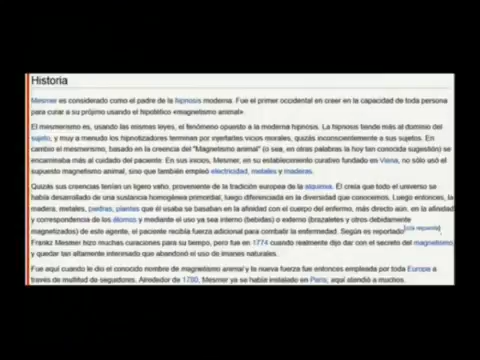 Historia
Mesmer es considerado como el padre de la hipnosis moderna. Fue el primer occidental en creer en la capacidad de toda persona
para curar a su prójimo usando el hipotético «magnetismo animal».
El mesmerismo es, usando las mismas leyes, el fenómeno opuesto a la moderna hipnosis. La hipnosis tiende más al dominio del
sujeto, y muy a menudo los hipnotizadores terminan por injertarles vicios morales, quizás inconscientemente a sus sujetos. En
cambio el mesmerismo, basado en la creencia del "Magnetismo animal" (o sea, en otras palabras la hoy tan conocida sugestión) se
encaminaba más al cuidado del paciente: En sus inicios, Mesmer, en su establecimiento curativo fundado en Viena, no sólo usó el
supuesto magnetismo animal, sino que también empleó electricidad, metales y maderas.
Quizás sus creencias tenían un ligero vaho, proveniente de la tradición europea de la alquimia. Él creía que todo el universo se
había desarrollado de una sustancia homogénea primordial, luego diferenciada en la diversidad que conocemos. Luego entonces, la
madera, metales, piedras, plantas que él usaba se basaban en la afinidad con el cuerpo del enfermo, más directo aún, en la afinidad
y correspondencia de los átomos y mediante el uso ya sea interno (bebidas) o externo (brazaletes y otros debidamente
magnetizados) de este agente, el paciente recibía fuerza adicional para combatir la enfermedad. Según es reportado[cita requerida],
Frankz Mesmer hizo muchas curaciones para su tiempo, pero fue en 1774 cuando realmente dijo dar con el secreto del magnetismo,
y quedar tan altamente interesado que abandonó el uso de imanes naturales.
Fue aquí cuando le dio el conocido nombre de magnetismo animal y la nueva fuerza fue entonces empleada por toda Europa a
través de multitud de seguidores. Alrededor de 1780, Mesmer ya se había instalado en París; aquí atendió a muchos.